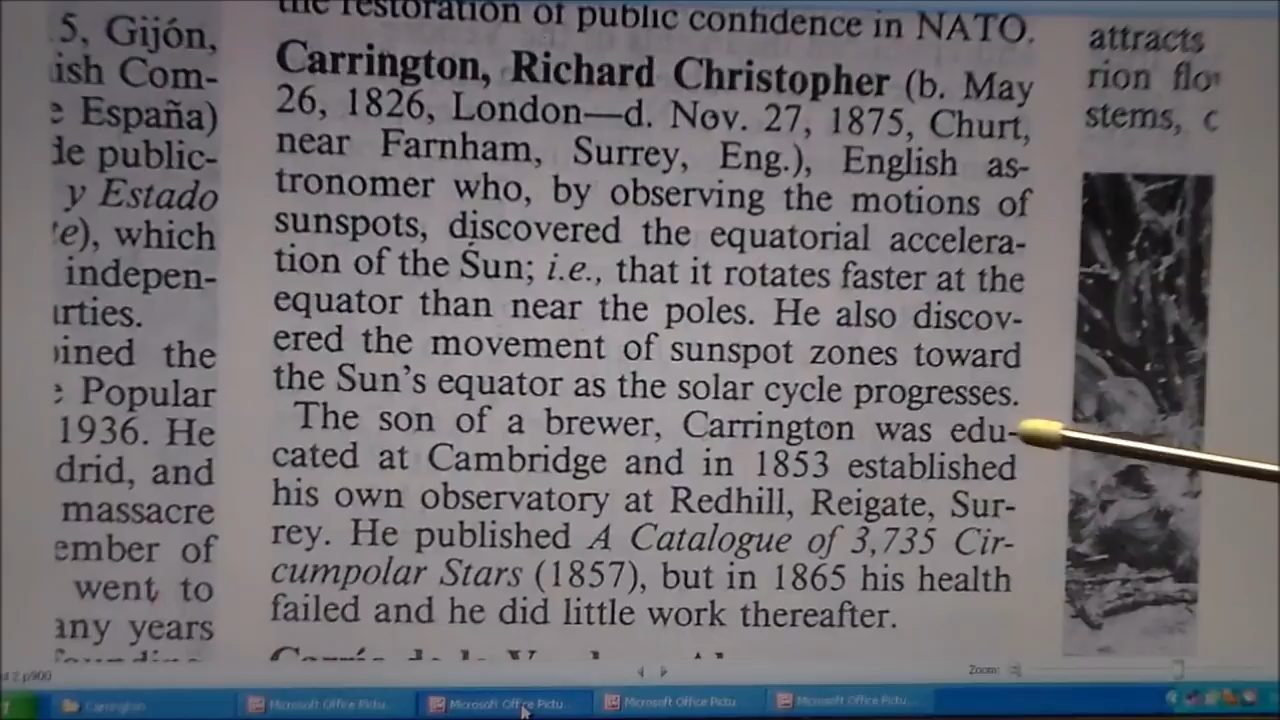 5, Gijón,
ish Com-
España)
de public-
y Estado
e), which
indepen-
arties.
oined the
Popular
1936. He
drid, and
massacre
ember of
went to
any years
the restoration of public confidence in NATO.
Carrington, Richard Christopher (b. May
26, 1826, London—d. Nov. 27, 1875, Churt,
near Farnham, Surrey, Eng.), English as-
tronomer who, by observing the motions of
sunspots, discovered the equatorial accelera-
tion of the Sun; i.e., that it rotates faster at the
equator than near the poles. He also discov-
ered the movement of sunspot zones toward
the Sun's equator as the solar cycle progresses.
The son of a brewer, Carrington was edu-
cated at Cambridge and in 1853 established
his own observatory at Redhill, Reigate, Sur-
rey. He published A Catalogue of 3,735 Cir-
cumpolar Stars (1857), but in 1865 his health
failed and he did little work thereafter.
attracts
rion flo
stems, c
p900
Zoom:
Carrington
Microsoft Office Pictu...
Microsoft Office Pictu...
Microsoft Office Pictu...
Microsoft Office Pictu...